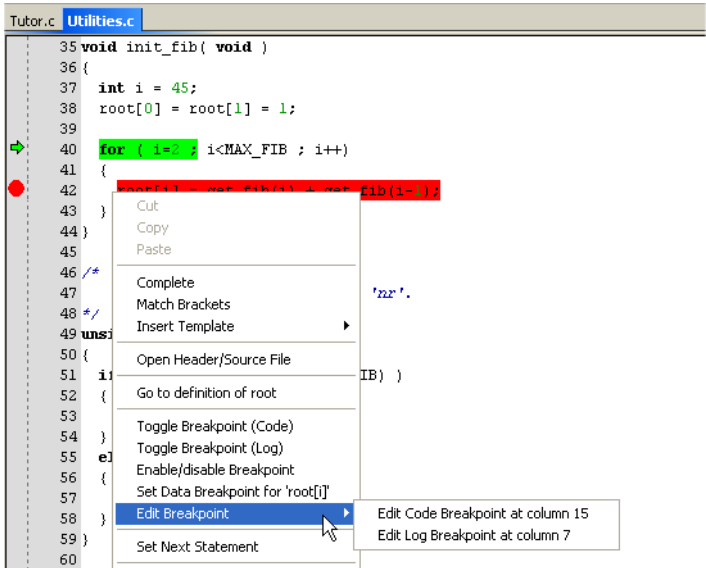 Tutor.c Utilities.c
35 void init_fib( void )
36 {
37 int i = 45;
38 root[0] = root[1] = 1;
39
40 for ( i=2 ; i<MAX_FIB ; i++)
41 {
42 root[i] = get_fib(i) + get_fib(i-1);
43 }
44 }
45
46 /*
47 'nr'.
48 */
49 unsi
50 {
51 i IB) )
52 {
53
54 }
55 el
56 {
57
58 }
59 }
60
Cut
Copy
Paste
Complete
Match Brackets
Insert Template
Open Header/Source File
Go to definition of root
Toggle Breakpoint (Code)
Toggle Breakpoint (Log)
Enable/disable Breakpoint
Set Data Breakpoint for 'root[i]'
Edit Breakpoint
Set Next Statement
Edit Code Breakpoint at column 15
Edit Log Breakpoint at column 7